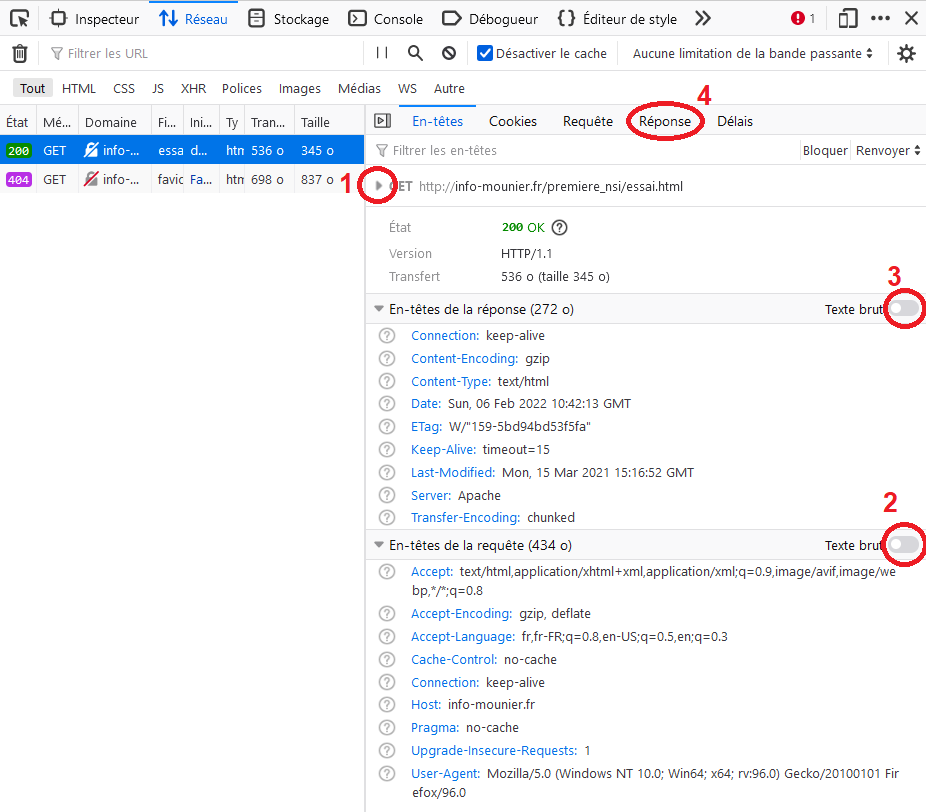 Inspecteur Réseau Stockage Console Débogueur {} Éditeur de style 1
Filtrer les URL Désactiver le cache Aucune limitation de la bande passante
Tout HTML CSS JS XHR Polices Images Médias WS Autre
4
État Mé... Domaine Fi... Ini... Ty Tran... Taille
En-têtes Cookies Requête Réponse Délais
200 GET info-... essa d... htm 536 o 345 o
404 GET info-... favic Fa... htm 698 o 837 o
Filtrer les en-têtes Bloquer Renvoyer
1
GET http://info-mounier.fr/premiere_nsi/essai.html
État 200 OK
Version HTTP/1.1
Transfert 536 o (taille 345 o)
3
En-têtes de la réponse (272 o) Texte brut
Connection: keep-alive
Content-Encoding: gzip
Content-Type: text/html
Date: Sun, 06 Feb 2022 10:42:13 GMT
ETag: W/"159-5bd94bd53f5fa"
Keep-Alive: timeout=15
Last-Modified: Mon, 15 Mar 2021 15:16:52 GMT
Server: Apache
Transfer-Encoding: chunked
2
En-têtes de la requête (434 o) Texte brut
Accept: text/html,application/xhtml+xml,application/xml;q=0.9,image/avif,image/we
bp,*/*;q=0.8
Accept-Encoding: gzip, deflate
Accept-Language: fr,fr-FR;q=0.8,en-US;q=0.5,en;q=0.3
Cache-Control: no-cache
Connection: keep-alive
Host: info-mounier.fr
Pragma: no-cache
Upgrade-Insecure-Requests: 1
User-Agent: Mozilla/5.0 (Windows NT 10.0; Win64; x64; rv:96.0) Gecko/20100101 Fir
efox/96.0